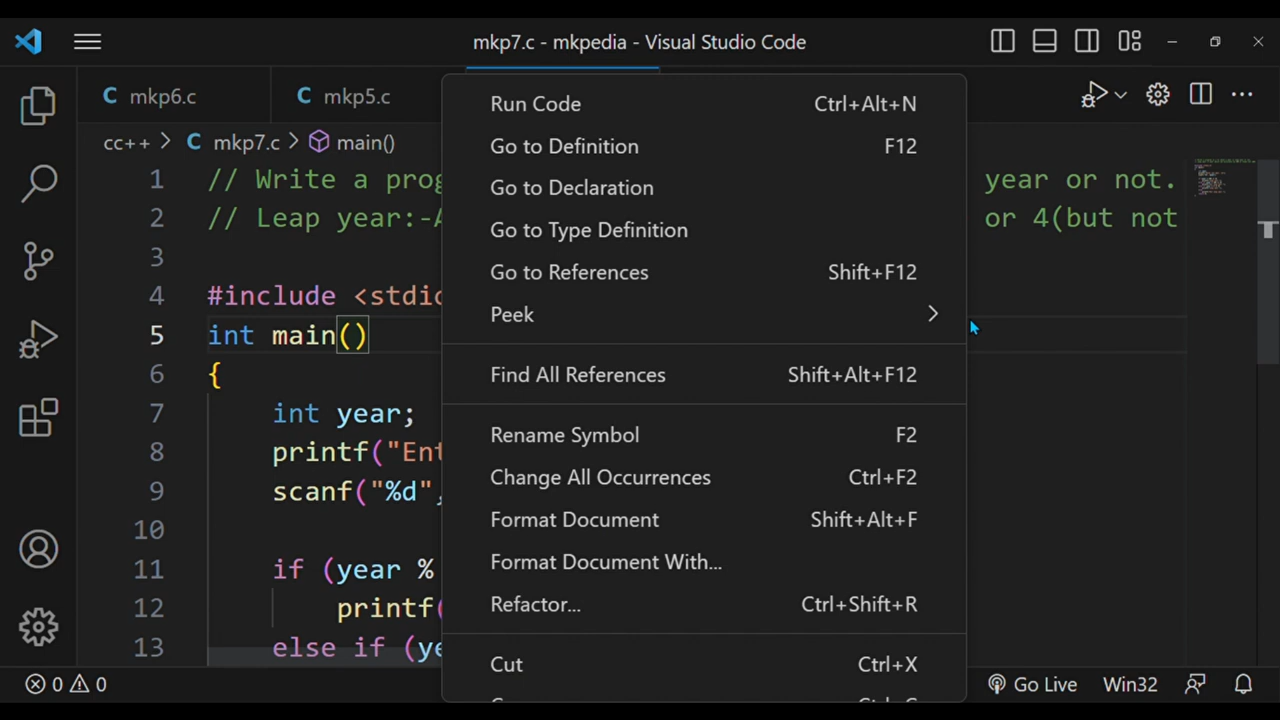 mkp7.c - mkpedia - Visual Studio Code
mkp6.c
mkp5.c
cc++ > C mkp7.c > main()
1 // Write a prog year or not.
2 // Leap year:-A or 4(but not
3
4 #include <stdio
5 int main()
6 {
7 int year;
8 printf("Ent
9 scanf("%d",
10
11 if (year %
12 printf(
13 else if (ye
Run Code Ctrl+Alt+N
Go to Definition F12
Go to Declaration
Go to Type Definition
Go to References Shift+F12
Peek >
Find All References Shift+Alt+F12
Rename Symbol F2
Change All Occurrences Ctrl+F2
Format Document Shift+Alt+F
Format Document With...
Refactor... Ctrl+Shift+R
Cut Ctrl+X
0 0 Go Live Win32